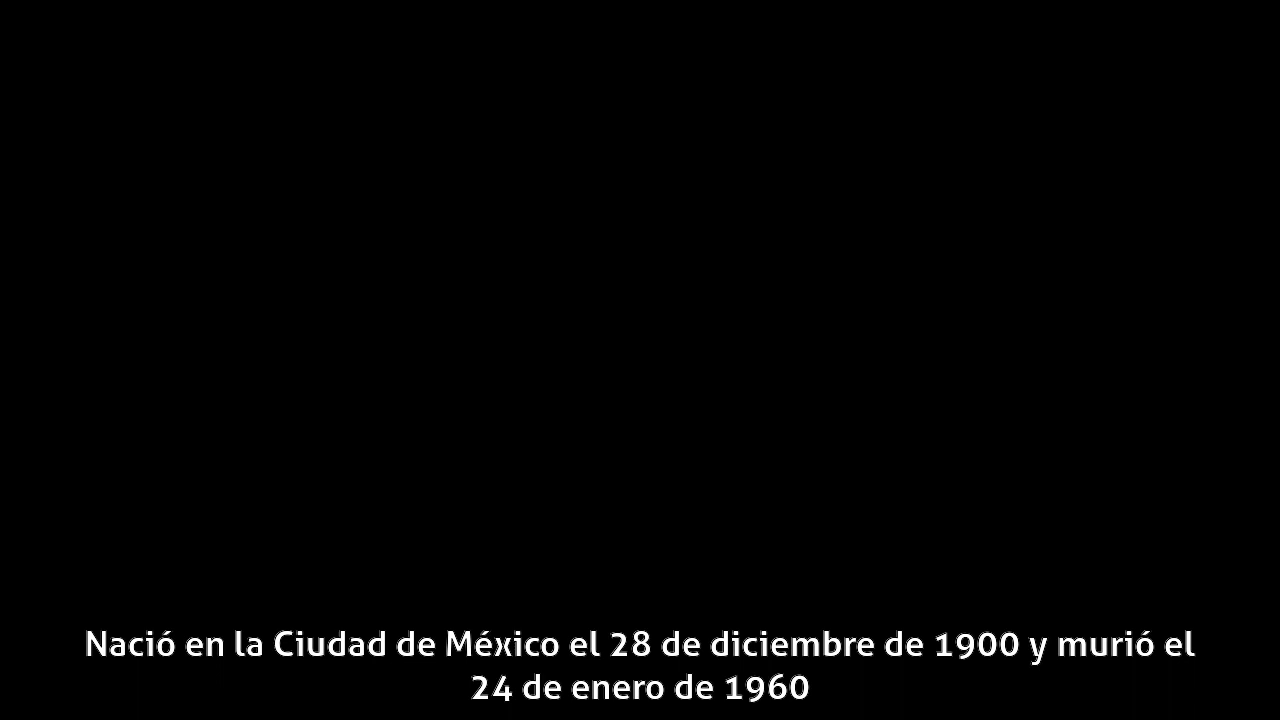 Nació en la Ciudad de México el 28 de diciembre de 1900 y murió el
24 de enero de 1960